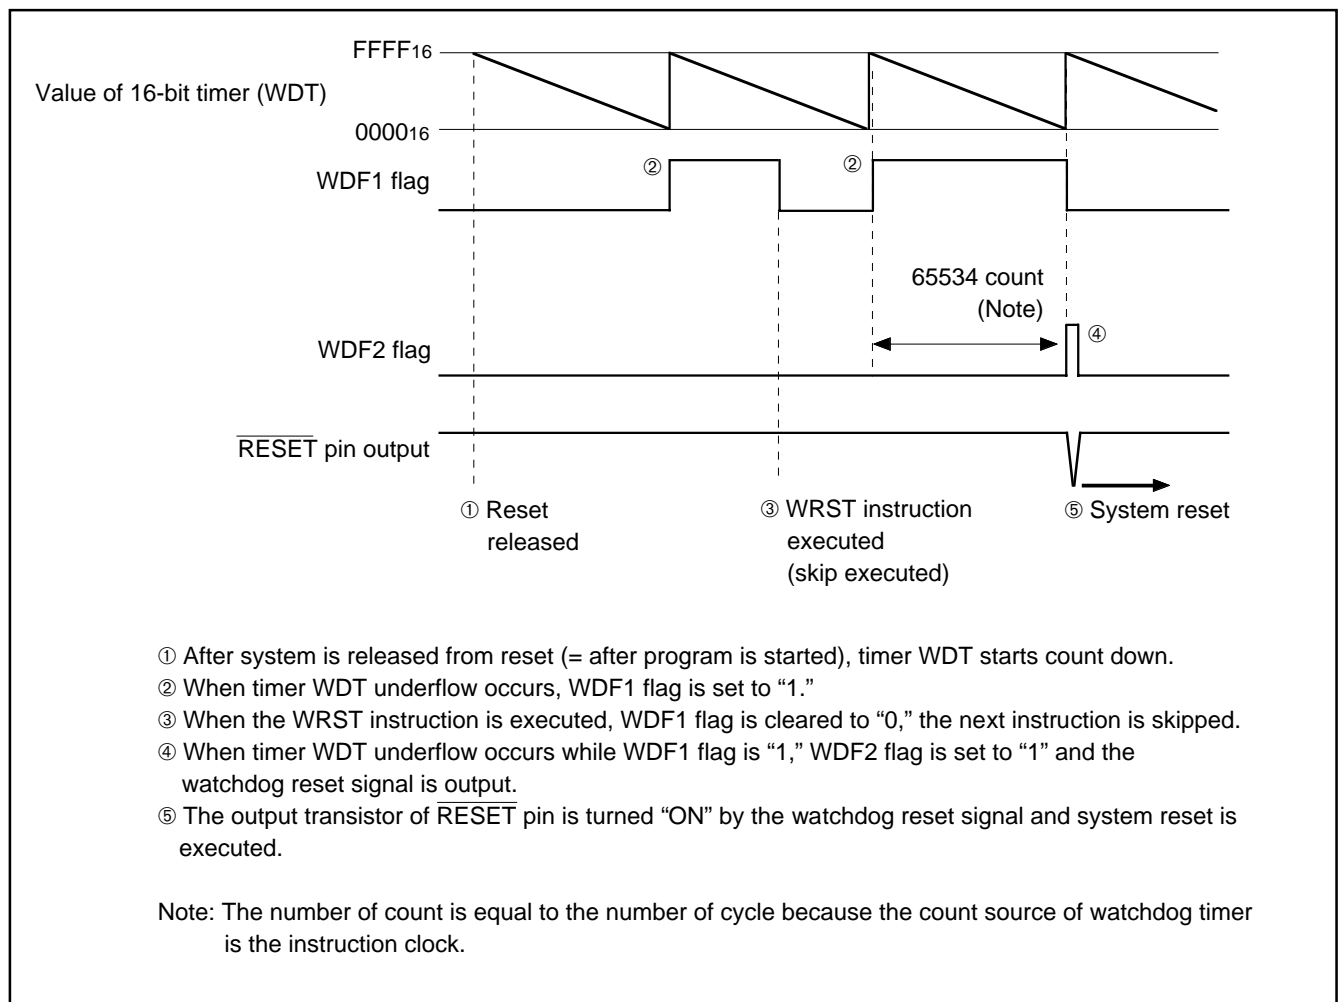 FFFF16
Value of 16-bit timer (WDT)
000016
②
②
WDF1 flag
65534 count
(Note)
④
WDF2 flag
RESET pin output
① Reset
released
③ WRST instruction
executed
(skip executed)
⑤ System reset
① After system is released from reset (= after program is started), timer WDT starts count down.
② When timer WDT underflow occurs, WDF1 flag is set to “1.”
③ When the WRST instruction is executed, WDF1 flag is cleared to “0,” the next instruction is skipped.
④ When timer WDT underflow occurs while WDF1 flag is “1,” WDF2 flag is set to “1” and the
watchdog reset signal is output.
⑤ The output transistor of RESET pin is turned “ON” by the watchdog reset signal and system reset is
executed.
Note: The number of count is equal to the number of cycle because the count source of watchdog timer
is the instruction clock.